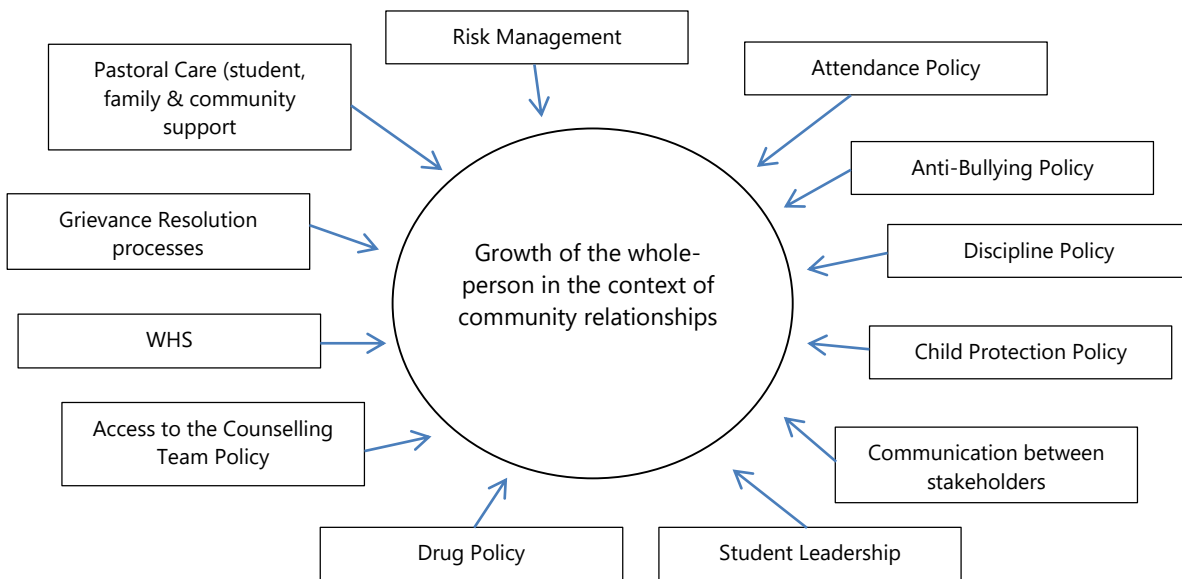 Risk Management
Pastoral Care (student,
family & community
support
Attendance Policy
Anti-Bullying Policy
Grievance Resolution
processes
Discipline Policy
Growth of the whole-
person in the context of
community relationships
WHS
Child Protection Policy
Access to the Counselling
Team Policy
Communication between
stakeholders
Drug Policy
Student Leadership